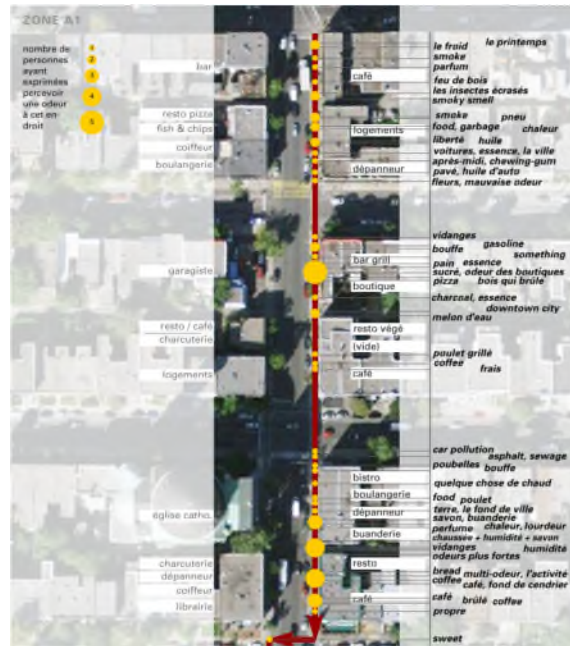 ZONE A1
nombre de
personnes
ayant
exprimées
percevoir
une odeur
à cet en-
droit
1
2
3
4
5
bar
resto pizza
fish & chips
coiffeur
boulangerie
garagiste
resto / café
charcuterie
logements
église catho.
charcuterie
dépanneur
coiffeur
librairie
café
logements
dépanneur
bar grill
boutique
resto végé
(vide)
café
bistro
boulangerie
dépanneur
buanderie
resto
café
le froid le printemps
smoke
parfum
feu de bois
les insectes écrasés
smoky smell
smoke pneu
food, garbage chaleur
liberté huile
voitures, essence, la ville
après-midi, chewing-gum
pavé, huile d'auto
fleurs, mauvaise odeur
vidanges
bouffe gasoline
something
pain essence
sucré, odeur des boutiques
pizza bois qui brûle
charcoal, essence
downtown city
melon d'eau
poulet grillé
coffee
frais
car pollution
asphalt, sewage
poubelles bouffe
quelque chose de chaud
food poulet
terre, le fond de ville
savon, buanderie
perfume chaleur, lourdeur
chaussée + humidité + savon
vidanges humidité
odeurs plus fortes
bread multi-odeur, l'activité
coffee café, fond de cendrier
café brûlé coffee
propre
sweet